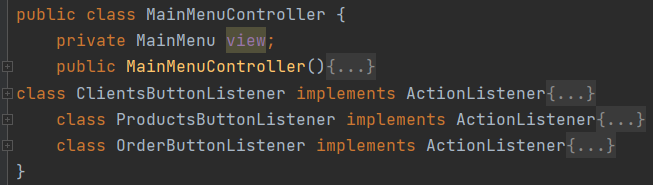 public class MainMenuController {
    private MainMenu view;
    public MainMenuController(){...}
class ClientsButtonListener implements ActionListener{...}
    class ProductsButtonListener implements ActionListener{...}
    class OrderButtonListener implements ActionListener{...}
}